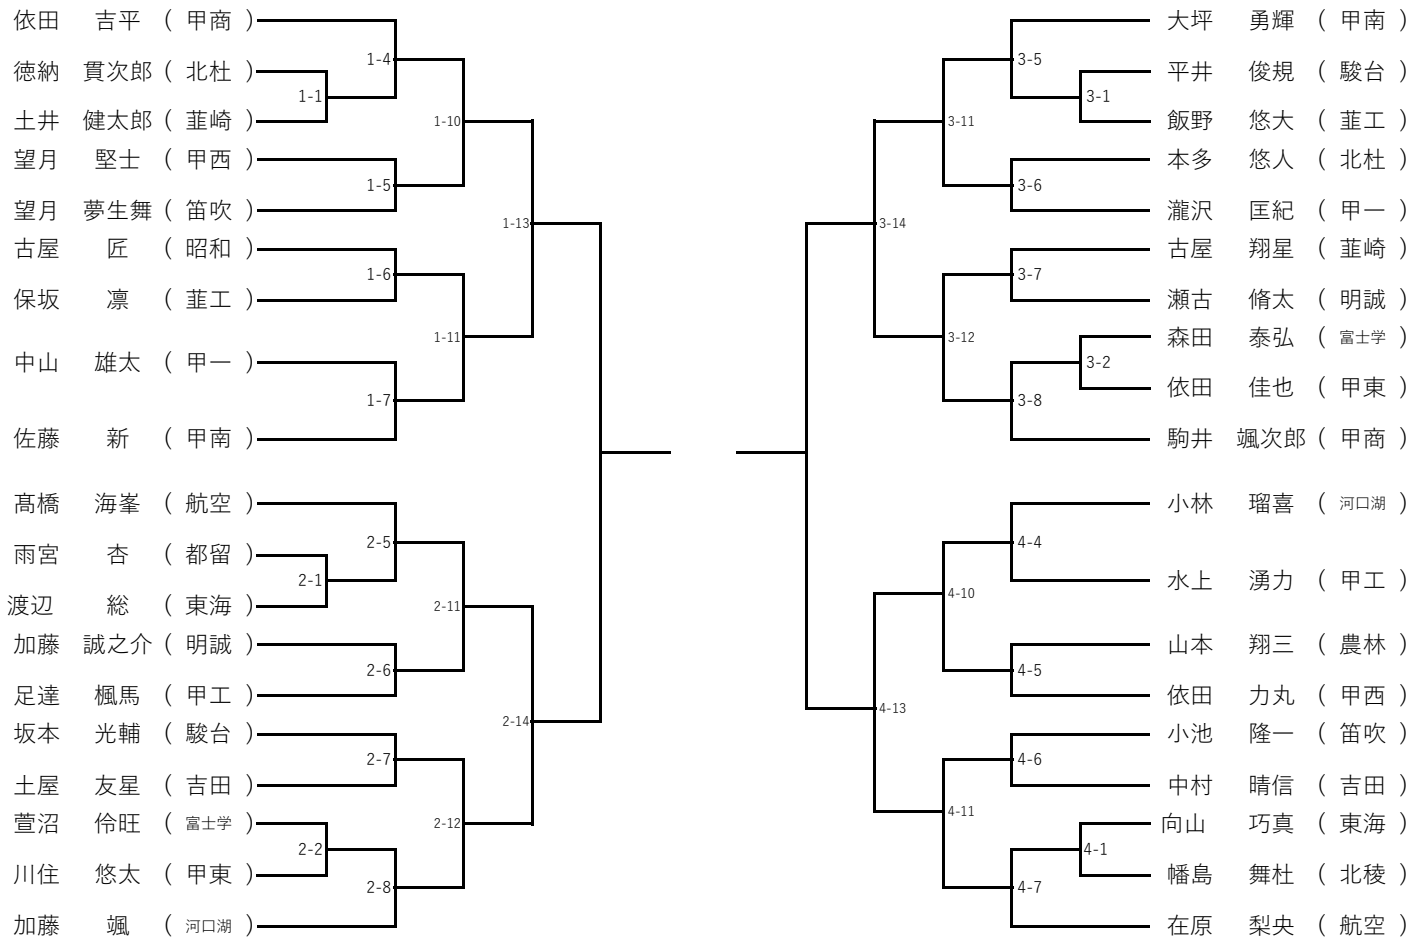 依田 吉平 ( 甲商 )
1-4
徳納 貫次郎 ( 北杜 )
1-1
土井 健太郎 ( 韮崎 )
1-10
望月 堅士 ( 甲西 )
1-5
望月 夢生舞 ( 笛吹 )
1-13
古屋 匠 ( 昭和 )
1-6
保坂 凛 ( 韮工 )
1-11
中山 雄太 ( 甲一 )
1-7
佐藤 新 ( 甲南 )
髙橋 海峯 ( 航空 )
2-5
雨宮 杏 ( 都留 )
2-1
渡辺 総 ( 東海 )
2-11
加藤 誠之介 ( 明誠 )
2-6
足達 楓馬 ( 甲工 )
2-14
坂本 光輔 ( 駿台 )
2-7
土屋 友星 ( 吉田 )
萱沼 伶旺 ( 富士学 )
2-12
2-2
川住 悠太 ( 甲東 )
2-8
加藤 颯 ( 河口湖 )
大坪 勇輝 ( 甲南 )
3-5
平井 俊規 ( 駿台 )
3-1
飯野 悠大 ( 韮工 )
3-11
本多 悠人 ( 北杜 )
3-6
瀧沢 匡紀 ( 甲一 )
3-14
古屋 翔星 ( 韮崎 )
3-7
瀬古 脩太 ( 明誠 )
森田 泰弘 ( 富士学 )
3-12
3-2
依田 佳也 ( 甲東 )
3-8
駒井 颯次郎 ( 甲商 )
小林 瑠喜 ( 河口湖 )
4-4
水上 湧力 ( 甲工 )
4-10
山本 翔三 ( 農林 )
4-5
依田 力丸 ( 甲西 )
4-13
小池 隆一 ( 笛吹 )
4-6
中村 晴信 ( 吉田 )
4-11
向山 巧真 ( 東海 )
4-1
幡島 舞杜 ( 北稜 )
4-7
在原 梨央 ( 航空 )